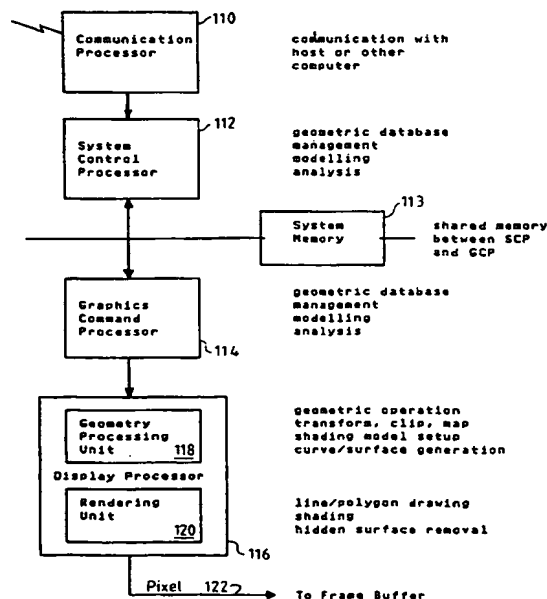 110
Communication
Processor
communication with
host or other
computer
112
System
Control
Processor
geometric database
management
modelling
analysis
113
System
Memory
shared memory
between SCP
and GCP
Graphics
Command
Processor
114
geometric database
management
modelling
analysis
Geometry
Processing
Unit 118
geometric operation
transform, clip, map
shading model setup
curve/surface generation
Display Processor
Rendering
Unit
120
line/polygon drawing
shading
hidden surface removal
116
Pixel 122
To Frame Buffer